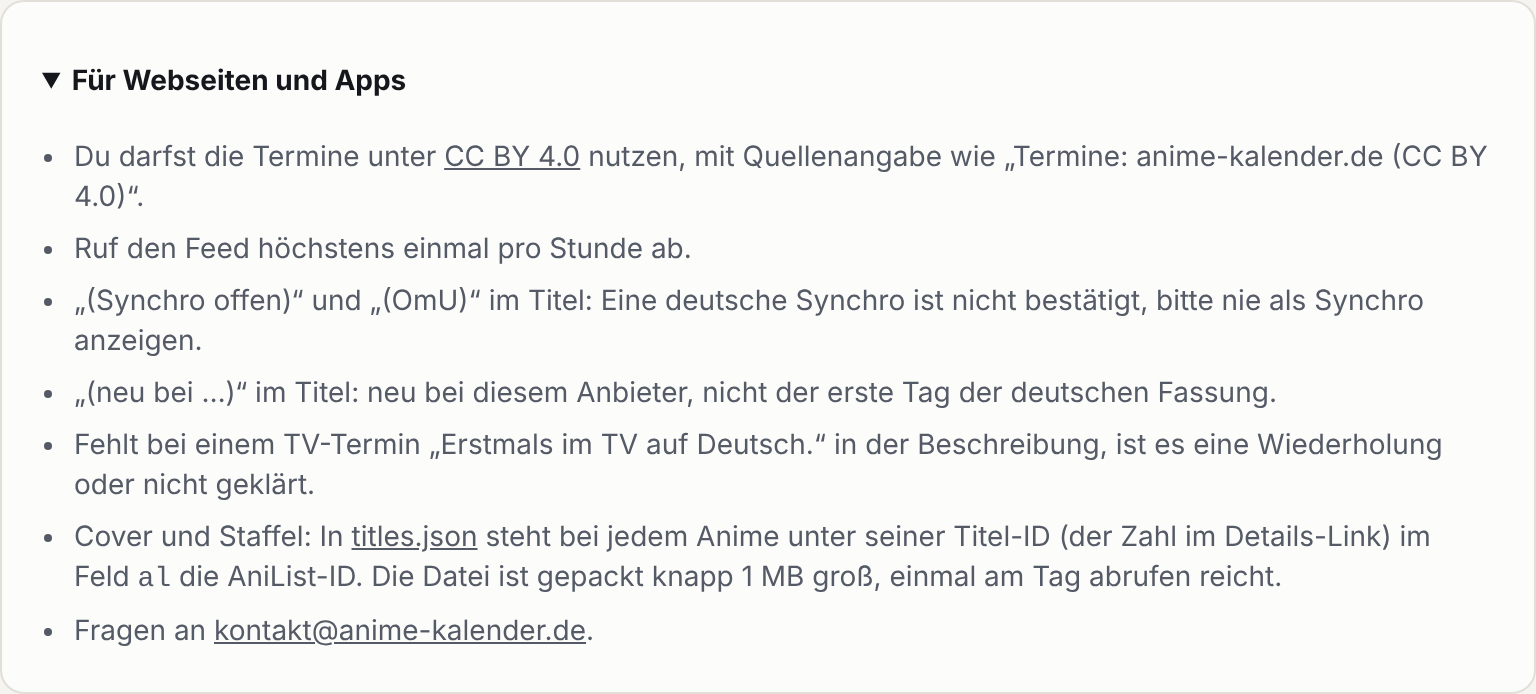 ▼ Für Webseiten und Apps
• Du darfst die Termine unter CC BY 4.0 nutzen, mit Quellenangabe wie „Termine: anime-kalender.de (CC BY
4.0)“.
• Ruf den Feed höchstens einmal pro Stunde ab.
• „(Synchro offen)“ und „(OmU)“ im Titel: Eine deutsche Synchro ist nicht bestätigt, bitte nie als Synchro
anzeigen.
• „(neu bei …)“ im Titel: neu bei diesem Anbieter, nicht der erste Tag der deutschen Fassung.
• Fehlt bei einem TV-Termin „Erstmals im TV auf Deutsch.“ in der Beschreibung, ist es eine Wiederholung
oder nicht geklärt.
• Cover und Staffel: In titles.json steht bei jedem Anime unter seiner Titel-ID (der Zahl im Details-Link) im
Feld al die AniList-ID. Die Datei ist gepackt knapp 1 MB groß, einmal am Tag abrufen reicht.
• Fragen an kontakt@anime-kalender.de.